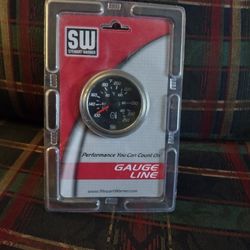 SW
STEWART WARNER
Performance You Can Count On
GAUGE
LINE
www.StewartWarner.com